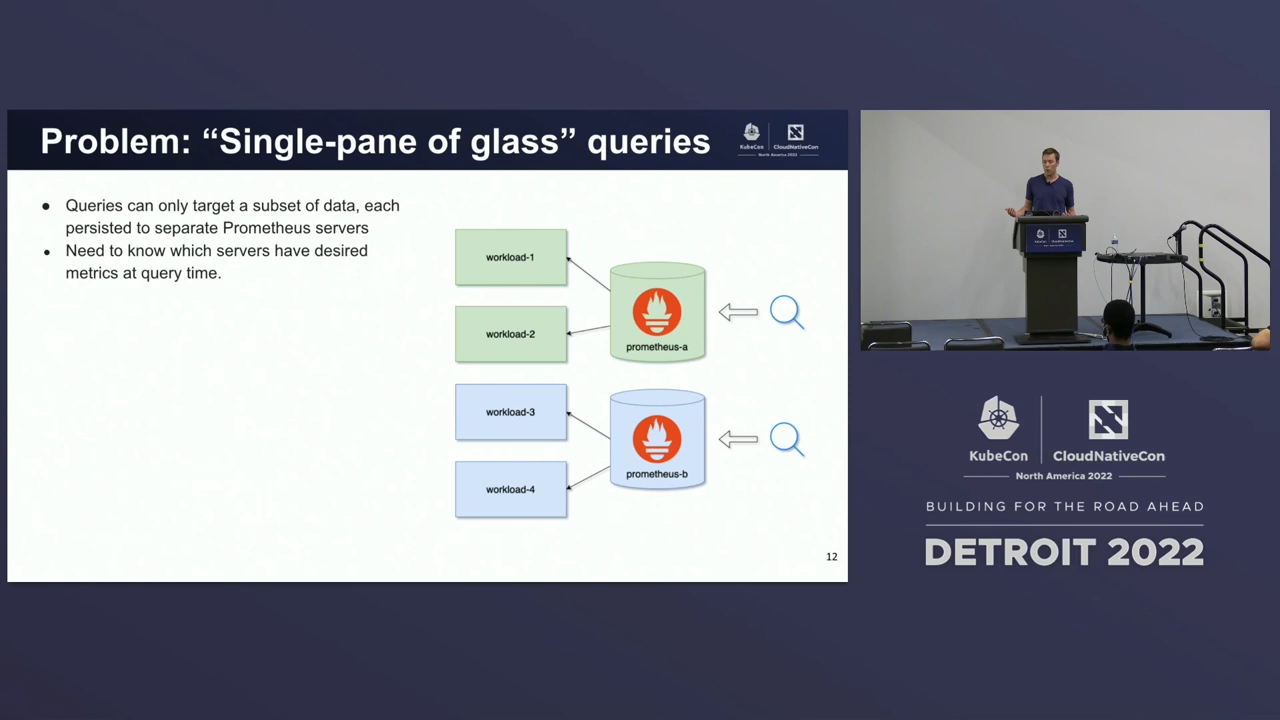 Problem: “Single-pane of glass” queries
KubeCon
CloudNativeCon
North America 2022
● Queries can only target a subset of data, each
persisted to separate Prometheus servers
● Need to know which servers have desired
metrics at query time.
workload-1
workload-2
prometheus-a
workload-3
workload-4
prometheus-b
12
KubeCon
CloudNativeCon
North America 2022
BUILDING FOR THE ROAD AHEAD
DETROIT 2022